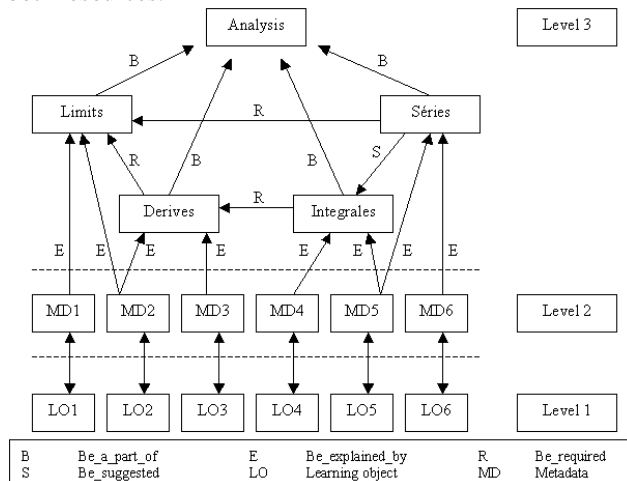 Analysis Level 3
B B
Limits R Séries
R B B S
Derives R Integrales
E E E E E E E E
MD1 MD2 MD3 MD4 MD5 MD6 Level 2
LO1 LO2 LO3 LO4 LO5 LO6 Level 1
B Be_a_part_of E Be_explained_by R Be_required
S Be_suggested LO Learning object MD Metadata